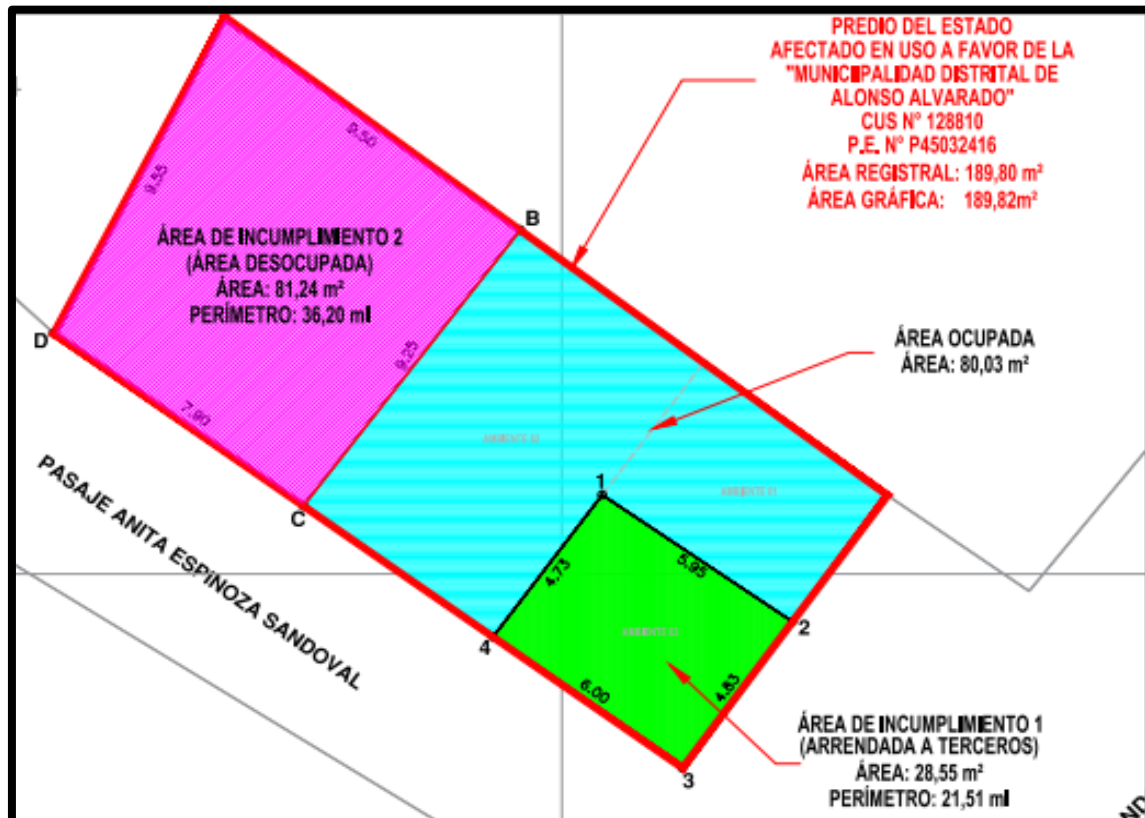 PREDIO DEL ESTADO
AFECTADO EN USO A FAVOR DE LA
"MUNICIPALIDAD DISTRITAL DE
ALONSO ALVARADO"
CUS N° 128810
P.E. N° P45032416
ÁREA REGISTRAL: 189,80 m²
ÁREA GRÁFICA: 189,82m²
9.50
9.55
B
ÁREA DE INCUMPLIMIENTO 2
(ÁREA DESOCUPADA)
ÁREA: 81,24 m²
PERÍMETRO: 36,20 ml
D
9.25
ÁREA OCUPADA
ÁREA: 80,03 m²
7.90
AMBIENTE 02
1
AMBIENTE 01
C
PASAJE ANITA ESPINOZA SANDOVAL
4.73
5.95
2
4
6.00
4.83
3
ÁREA DE INCUMPLIMIENTO 1
(ARRENDADA A TERCEROS)
ÁREA: 28,55 m²
PERÍMETRO: 21,51 ml